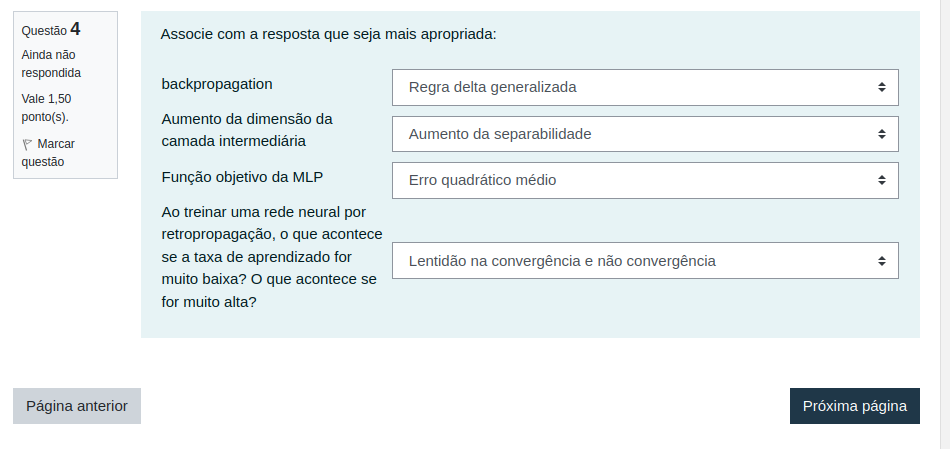 Questão 4
Ainda não
respondida
Vale 1,50
ponto(s).
Marcar
questão
Associe com a resposta que seja mais apropriada:
backpropagation
Regra delta generalizada
Aumento da dimensão da
camada intermediária
Aumento da separabilidade
Função objetivo da MLP
Erro quadrático médio
Ao treinar uma rede neural por
retropropagação, o que acontece
se a taxa de aprendizado for
muito baixa? O que acontece se
for muito alta?
Lentidão na convergência e não convergência
Página anterior
Próxima página